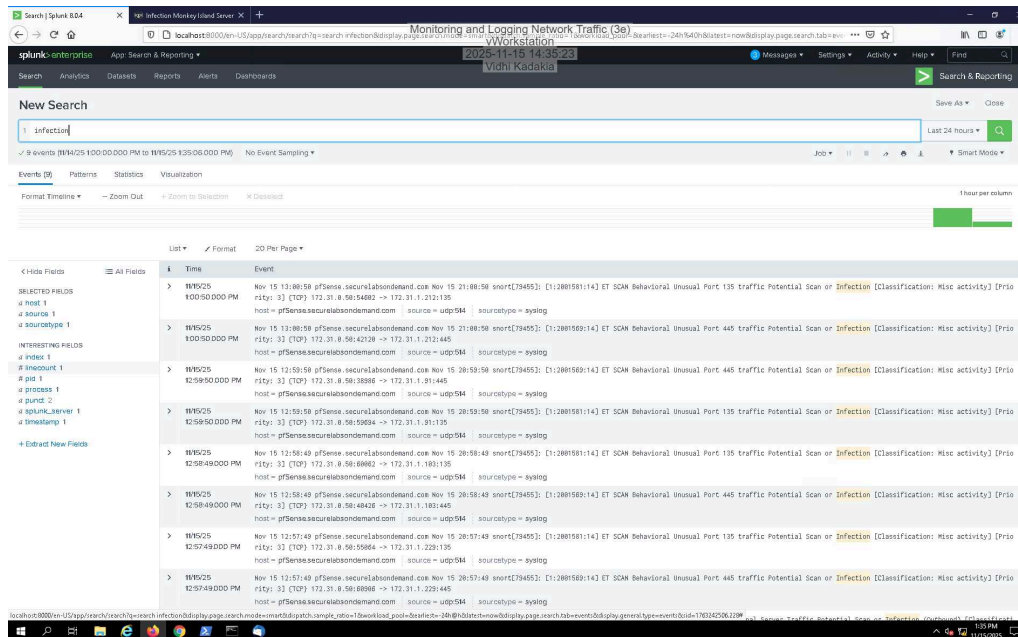 Search | Splunk 8.0.4
Infection Monkey Island Server
Monitoring and Logging Network Traffic (3e)
vWorkstation
2025-11-15 14:35:23
Vidhi Kadakia
splunk>enterprise App: Search & Reporting
Messages Settings Activity Help Find
Search Analytics Datasets Reports Alerts Dashboards
Search & Reporting
New Search
Save As Close
1 infection
Last 24 hours
9 events (11/14/25 1:00:00.000 PM to 11/15/25 1:35:06.000 PM) No Event Sampling
Job Smart Mode
Events (9) Patterns Statistics Visualization
Format Timeline — Zoom Out + Zoom to Selection × Deselect
1 hour per column
List Format 20 Per Page
< Hide Fields All Fields
i Time Event
SELECTED FIELDS
a host 1
a source 1
a sourcetype 1
INTERESTING FIELDS
a index 1
# linecount 1
# pid 1
a process 1
a punct 2
a splunk_server 1
a timestamp 1
+ Extract New Fields
11/15/25
1:00:50.000 PM
Nov 15 13:00:50 pfSense.securelabsondemand.com Nov 15 21:00:50 snort[79455]: [1:2001581:14] ET SCAN Behavioral Unusual Port 135 traffic Potential Scan or Infection [Classification: Misc activity] [Prio
rity: 3] {TCP} 172.31.0.50:54602 -> 172.31.1.212:135
host = pfSense.securelabsondemand.com source = udp:514 sourcetype = syslog
11/15/25
1:00:50.000 PM
Nov 15 13:00:50 pfSense.securelabsondemand.com Nov 15 21:00:50 snort[79455]: [1:2001569:14] ET SCAN Behavioral Unusual Port 445 traffic Potential Scan or Infection [Classification: Misc activity] [Prio
rity: 3] {TCP} 172.31.0.50:42120 -> 172.31.1.212:445
host = pfSense.securelabsondemand.com source = udp:514 sourcetype = syslog
11/15/25
12:59:50.000 PM
Nov 15 12:59:50 pfSense.securelabsondemand.com Nov 15 20:59:50 snort[79455]: [1:2001569:14] ET SCAN Behavioral Unusual Port 445 traffic Potential Scan or Infection [Classification: Misc activity] [Prio
rity: 3] {TCP} 172.31.0.50:38986 -> 172.31.1.91:445
host = pfSense.securelabsondemand.com source = udp:514 sourcetype = syslog
11/15/25
12:59:50.000 PM
Nov 15 12:59:50 pfSense.securelabsondemand.com Nov 15 20:59:50 snort[79455]: [1:2001581:14] ET SCAN Behavioral Unusual Port 135 traffic Potential Scan or Infection [Classification: Misc activity] [Prio
rity: 3] {TCP} 172.31.0.50:59694 -> 172.31.1.91:135
host = pfSense.securelabsondemand.com source = udp:514 sourcetype = syslog
11/15/25
12:58:49.000 PM
Nov 15 12:58:49 pfSense.securelabsondemand.com Nov 15 20:58:49 snort[79455]: [1:2001581:14] ET SCAN Behavioral Unusual Port 135 traffic Potential Scan or Infection [Classification: Misc activity] [Prio
rity: 3] {TCP} 172.31.0.50:60062 -> 172.31.1.103:135
host = pfSense.securelabsondemand.com source = udp:514 sourcetype = syslog
11/15/25
12:58:49.000 PM
Nov 15 12:58:49 pfSense.securelabsondemand.com Nov 15 20:58:49 snort[79455]: [1:2001569:14] ET SCAN Behavioral Unusual Port 445 traffic Potential Scan or Infection [Classification: Misc activity] [Prio
rity: 3] {TCP} 172.31.0.50:40426 -> 172.31.1.103:445
host = pfSense.securelabsondemand.com source = udp:514 sourcetype = syslog
11/15/25
12:57:49.000 PM
Nov 15 12:57:49 pfSense.securelabsondemand.com Nov 15 20:57:49 snort[79455]: [1:2001581:14] ET SCAN Behavioral Unusual Port 135 traffic Potential Scan or Infection [Classification: Misc activity] [Prio
rity: 3] {TCP} 172.31.0.50:55064 -> 172.31.1.229:135
host = pfSense.securelabsondemand.com source = udp:514 sourcetype = syslog
11/15/25
12:57:49.000 PM
Nov 15 12:57:49 pfSense.securelabsondemand.com Nov 15 20:57:49 snort[79455]: [1:2001569:14] ET SCAN Behavioral Unusual Port 445 traffic Potential Scan or Infection [Classification: Misc activity] [Prio
rity: 3] {TCP} 172.31.0.50:60906 -> 172.31.1.229:445
host = pfSense.securelabsondemand.com source = udp:514 sourcetype = syslog
1:35 PM
11/15/2025